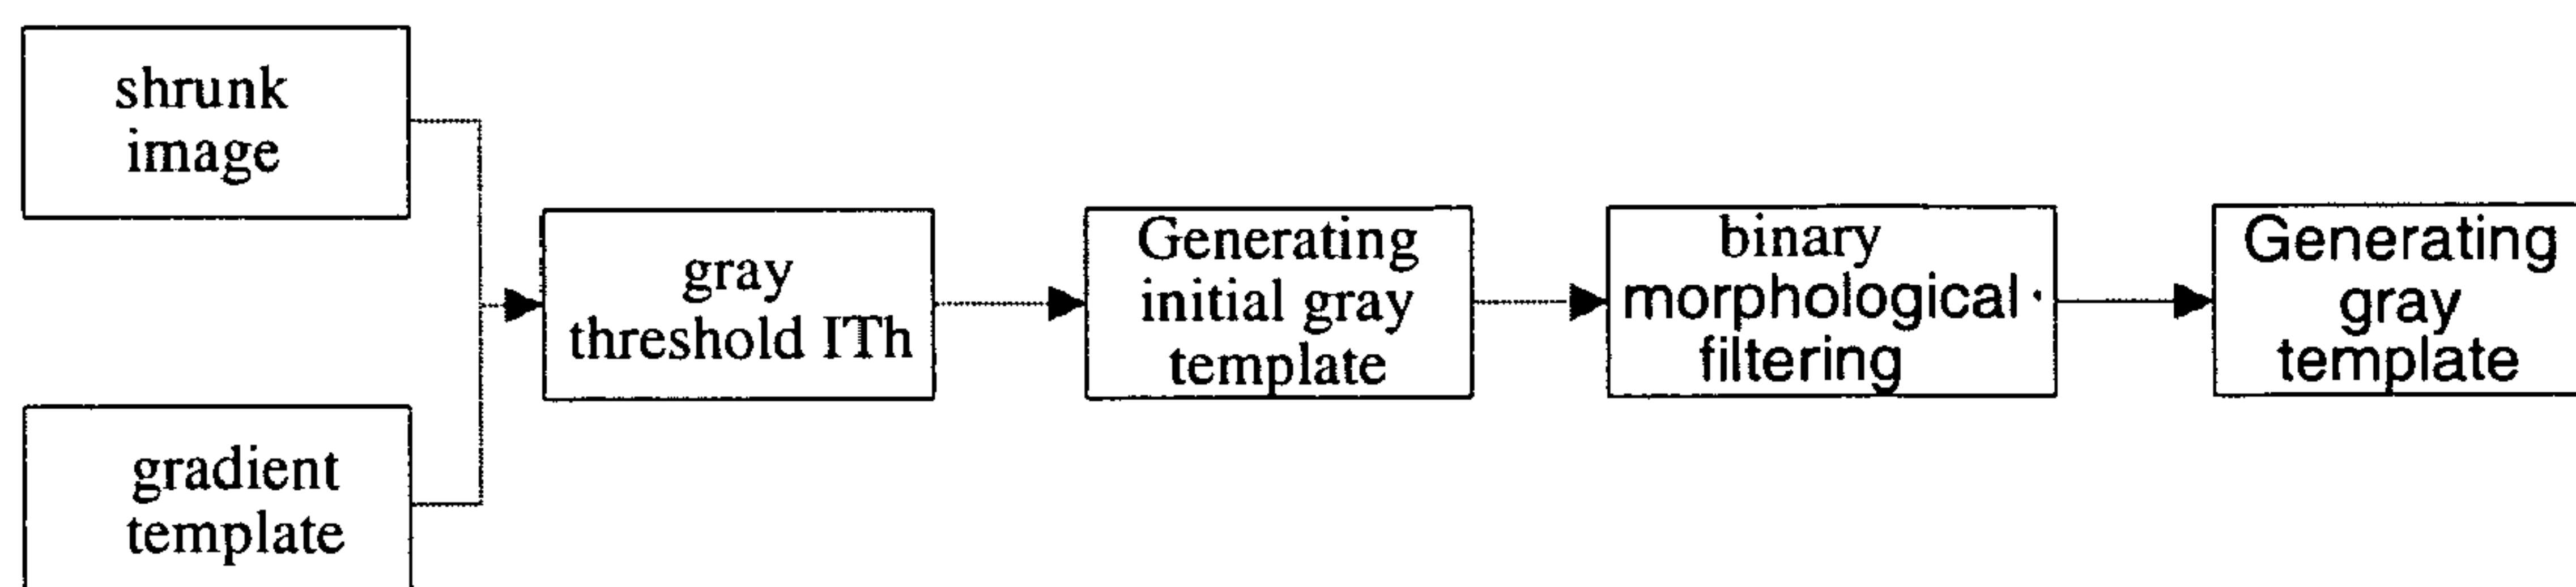 shrunk
image
gradient
template
gray
threshold ITh
Generating
initial gray
template
binary
morphological
filtering
Generating
gray
template